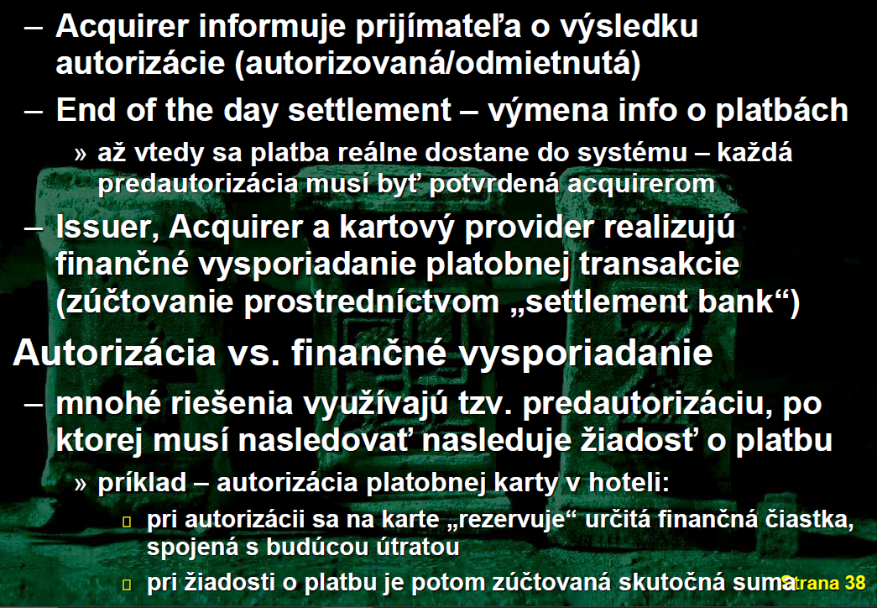 – Acquirer informuje prijímateľa o výsledku
autorizácie (autorizovaná/odmietnutá)
– End of the day settlement – výmena info o platbách
» až vtedy sa platba reálne dostane do systému – každá
predautorizácia musí byť potvrdená acquirerom
– Issuer, Acquirer a kartový provider realizujú
finančné vysporiadanie platobnej transakcie
(zúčtovanie prostredníctvom „settlement bank“)
Autorizácia vs. finančné vysporiadanie
– mnohé riešenia využívajú tzv. predautorizáciu, po
ktorej musí nasledovať nasleduje žiadosť o platbu
» príklad – autorizácia platobnej karty v hoteli:
pri autorizácii sa na karte „rezervuje“ určitá finančná čiastka,
spojená s budúcou útratou
pri žiadosti o platbu je potom zúčtovaná skutočná suma
Strana 38